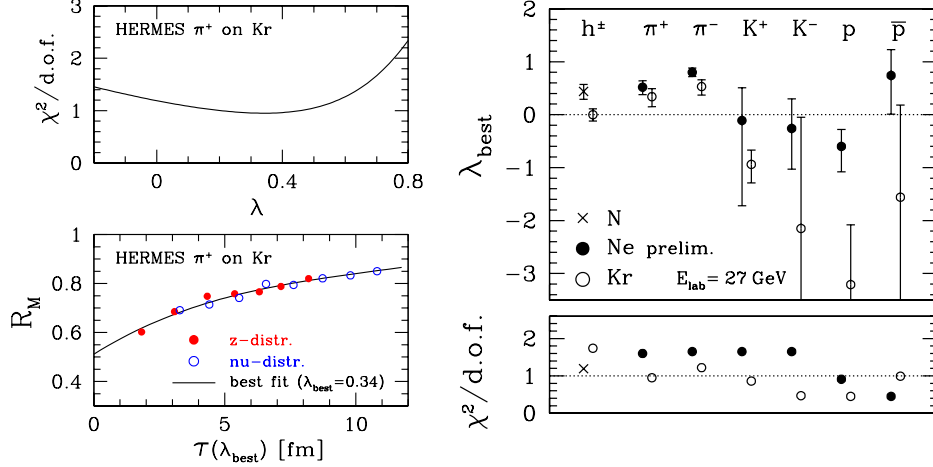 HERMES π⁺ on Kr
χ²/d.o.f.
3
2
1
0
0 0.4 0.8
λ
HERMES π⁺ on Kr
R_M
1.0
0.8
0.6
0.4
z-distr.
nu-distr.
best fit (λ_best=0.34)
0 5 10
τ(λ_best) [fm]
h± π⁺ π⁻ K⁺ K⁻ p p̅
λ_best
2
1
0
-1
-2
-3
N
Ne prelim.
Kr E_lab= 27 GeV
χ²/d.o.f.
2
1
0